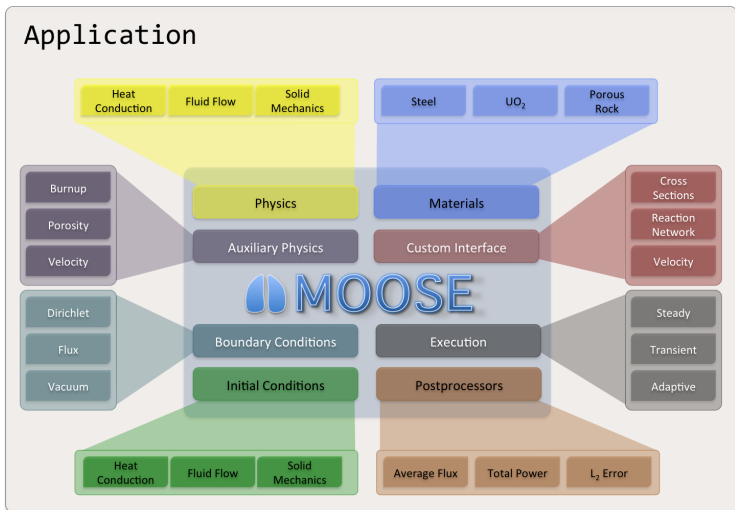 Application
Heat
Conduction
Fluid Flow
Solid
Mechanics
Steel
UO₂
Porous
Rock
Burnup
Porosity
Velocity
Physics
Materials
Cross
Sections
Reaction
Network
Velocity
Auxiliary Physics
Custom Interface
MOOSE
Dirichlet
Flux
Vacuum
Boundary Conditions
Execution
Steady
Transient
Adaptive
Initial Conditions
Postprocessors
Heat
Conduction
Fluid Flow
Solid
Mechanics
Average Flux
Total Power
L₂ Error